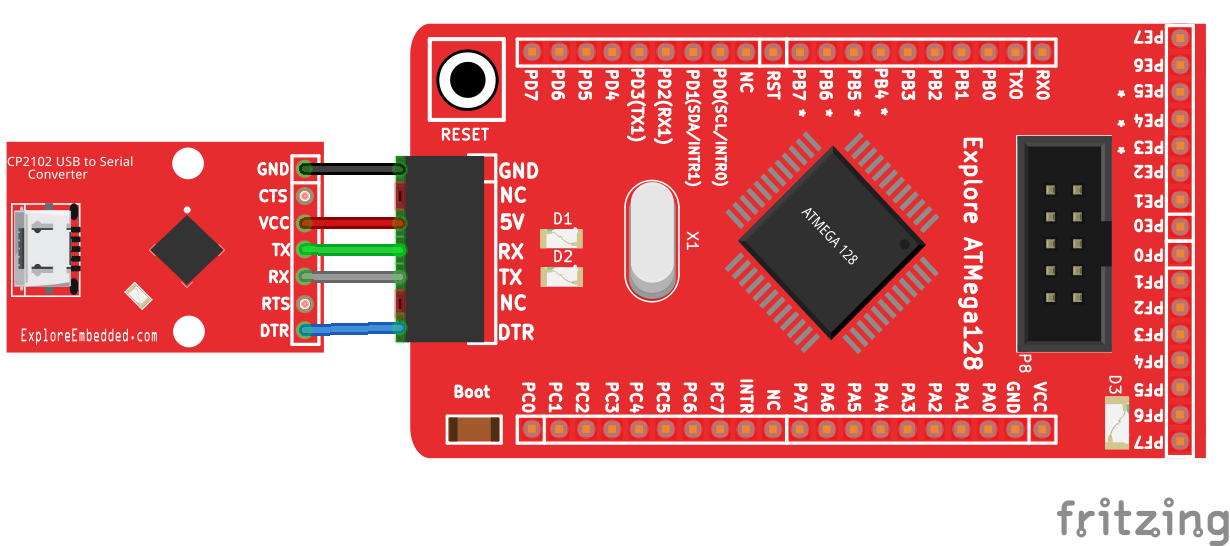 CP2102 USB to Serial
Converter
GND
CTS
VCC
TX
RX
RTS
DTR
ExploreEmbedded.com
RESET
GND
NC
5V
RX
TX
NC
DTR
Boot
D1
D2
X1
PD7
PD6
PD5
PD4
PD3(TX1)
PD2(RX1)
PD1(SDA/INTR1)
PD0(SCL/INTR0)
NC
RST
PB7 *
PB6 *
PB5 *
PB4 *
PB3
PB2
PB1
PB0
TX0
RX0
ATMEGA 128
Explore ATMega128
P8
D3
PC0
PC1
PC2
PC3
PC4
PC5
PC6
PC7
INTR
NC
PA7
PA6
PA5
PA4
PA3
PA2
PA1
PA0
GND
VCC
PE7
PE6
PE5 *
PE4 *
PE3 *
PE2
PE1
PE0
PF0
PF1
PF2
PF3
PF4
PF5
PF6
PF7
fritzing